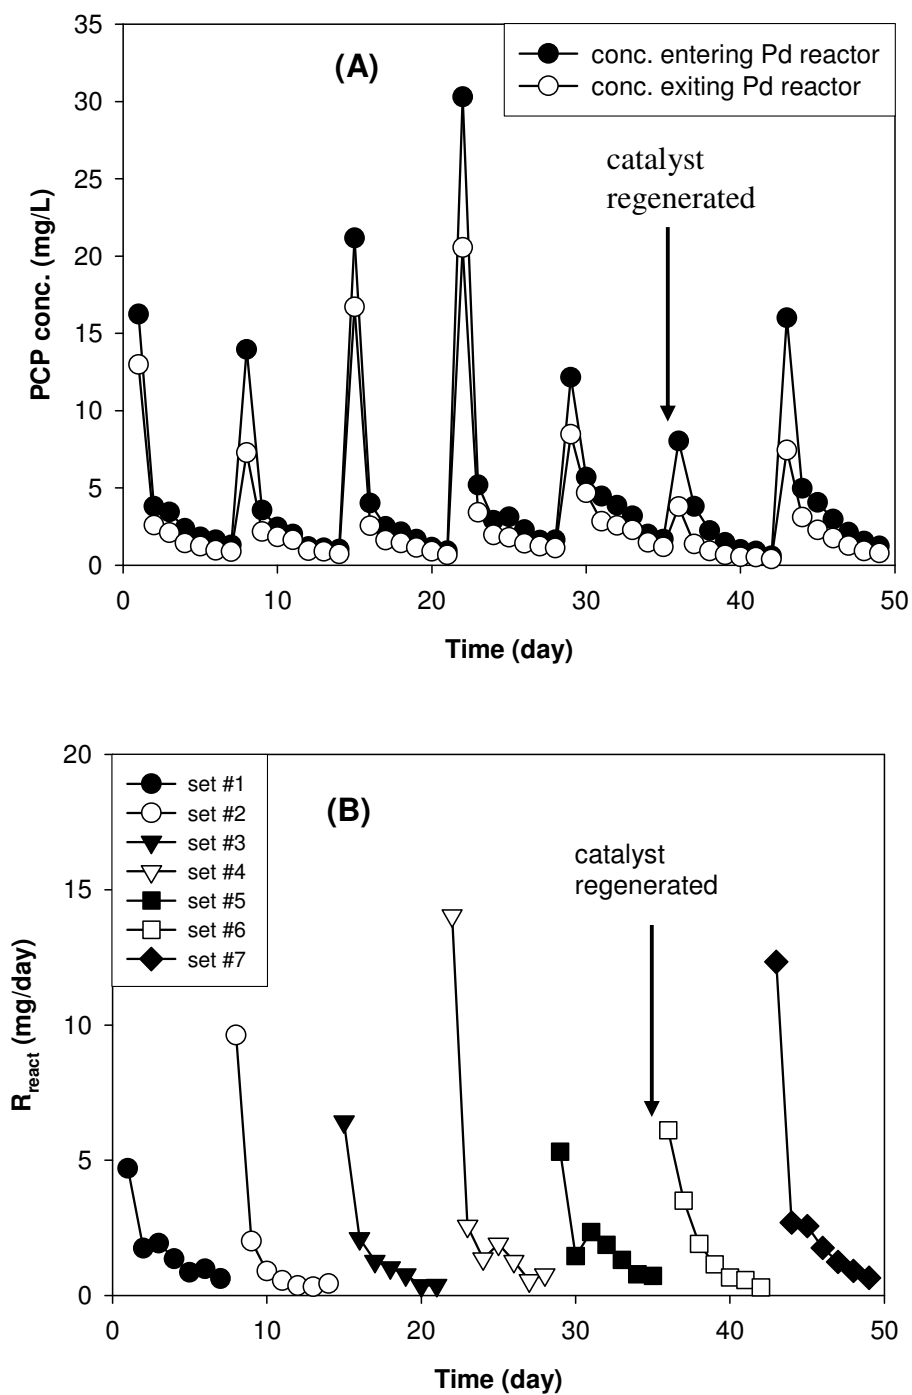 35
30
25
20
15
10
5
0
PCP conc. (mg/L)
(A)
conc. entering Pd reactor
conc. exiting Pd reactor
catalyst
regenerated
0 10 20 30 40 50
Time (day)
20
15
10
5
0
R_react (mg/day)
set #1
set #2
set #3
set #4
set #5
set #6
set #7
(B)
catalyst
regenerated
0 10 20 30 40 50
Time (day)